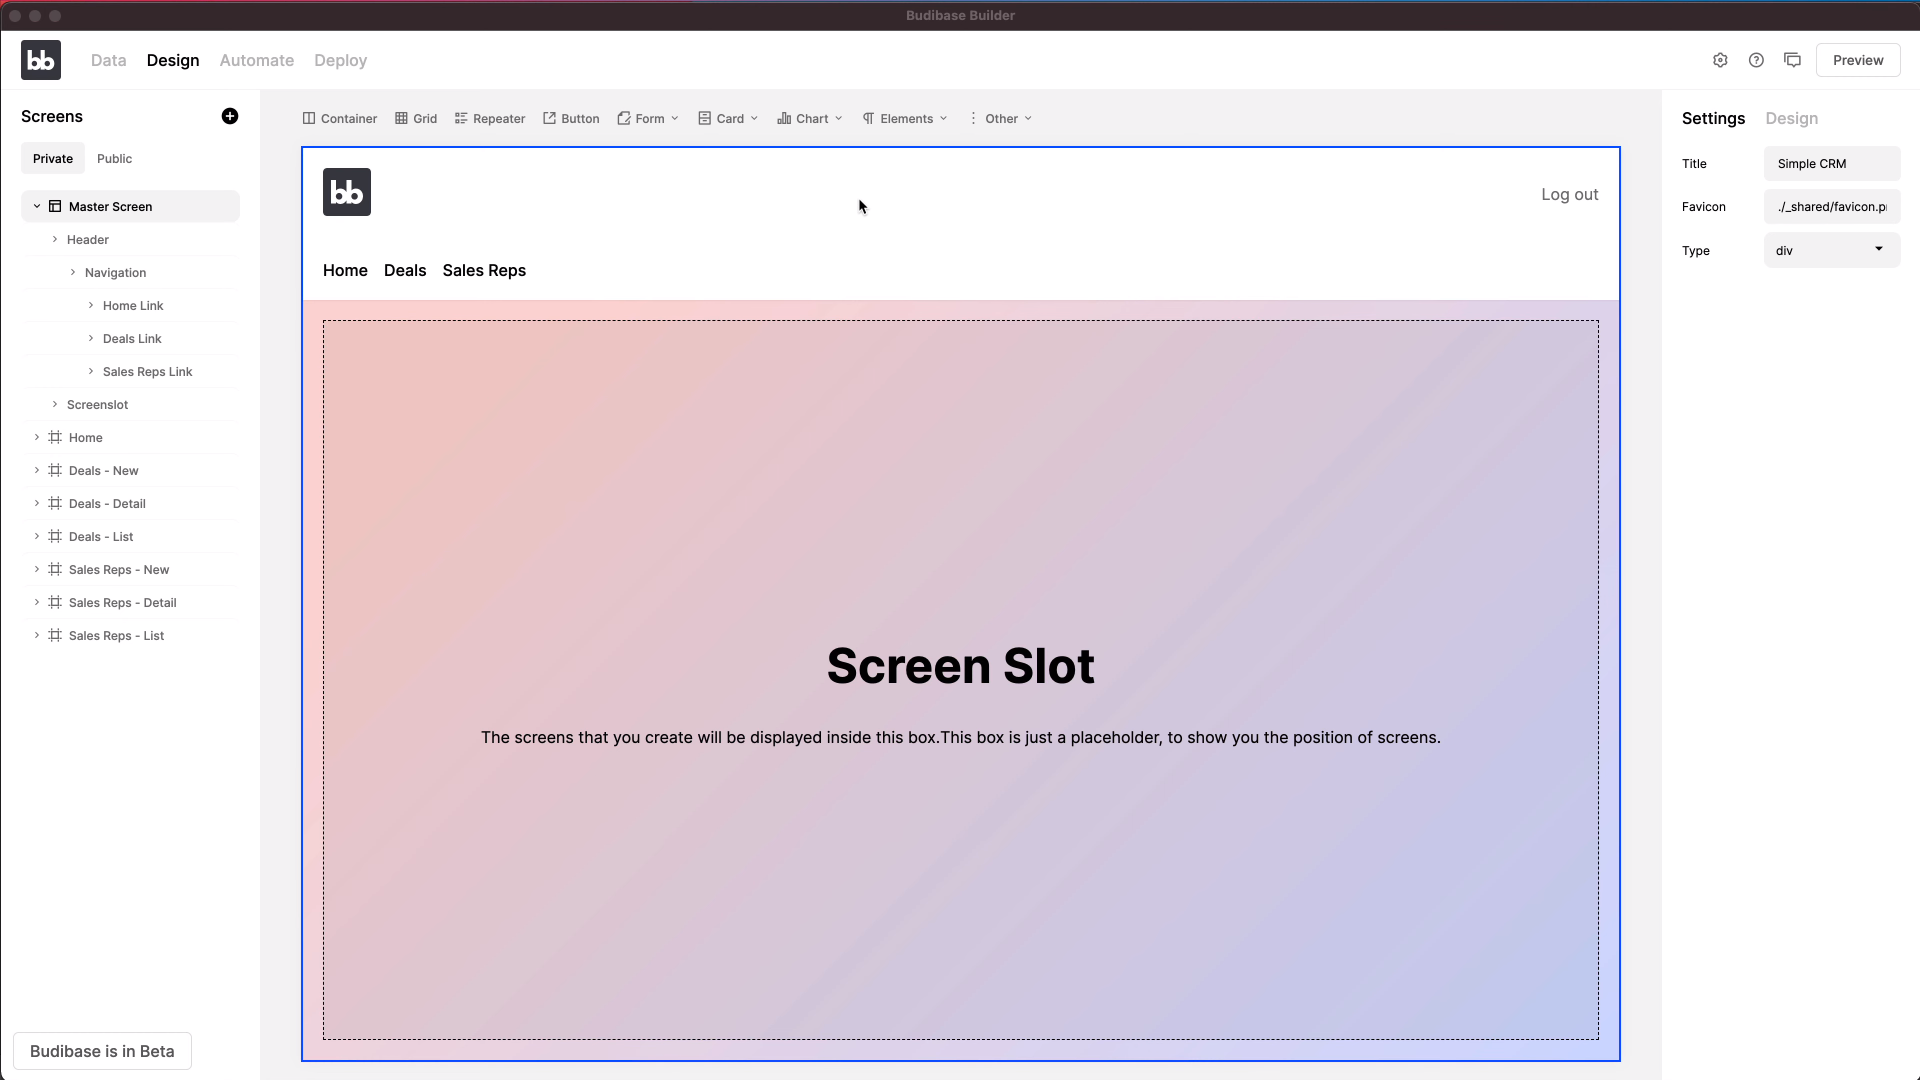 Budibase Builder
bb Data Design Automate Deploy Preview
Screens
Private Public
Master Screen
Header
Navigation
Home Link
Deals Link
Sales Reps Link
Screenslot
Home
Deals - New
Deals - Detail
Deals - List
Sales Reps - New
Sales Reps - Detail
Sales Reps - List
Budibase is in Beta
Container Grid Repeater Button Form Card Chart Elements Other
bb Log out
Home Deals Sales Reps
Screen Slot
The screens that you create will be displayed inside this box.This box is just a placeholder, to show you the position of screens.
Settings Design
Title Simple CRM
Favicon ./_shared/favicon.p
Type div